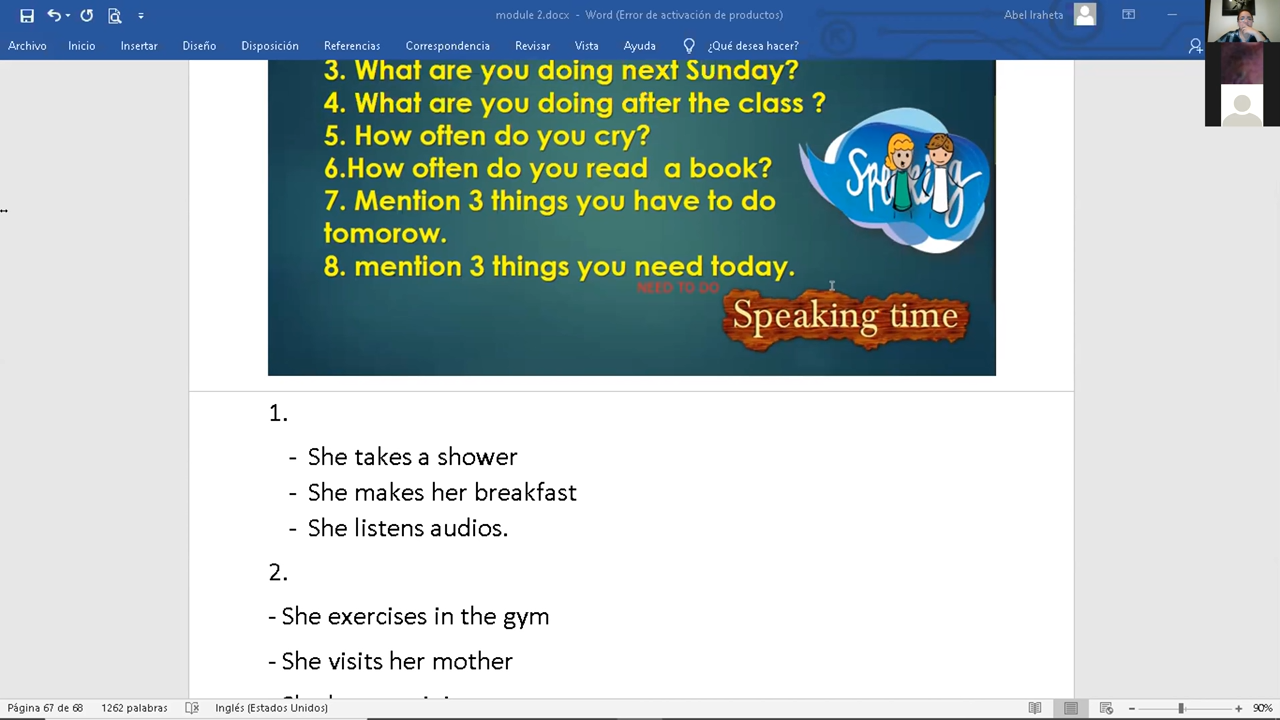 module 2.docx - Word (Error de activación de productos)
Abel Iraheta
Archivo Inicio Insertar Diseño Disposición Referencias Correspondencia Revisar Vista Ayuda ¿Qué desea hacer?
3. What are you doing next Sunday?
4. What are you doing after the class ?
5. How often do you cry?
6.How often do you read a book?
7. Mention 3 things you have to do
tomorow.
8. mention 3 things you need today.
NEED TO DO
Speaking
Speaking time
1.
- She takes a shower
- She makes her breakfast
- She listens audios.
2.
- She exercises in the gym
- She visits her mother
Página 67 de 68 1262 palabras Inglés (Estados Unidos) 90%